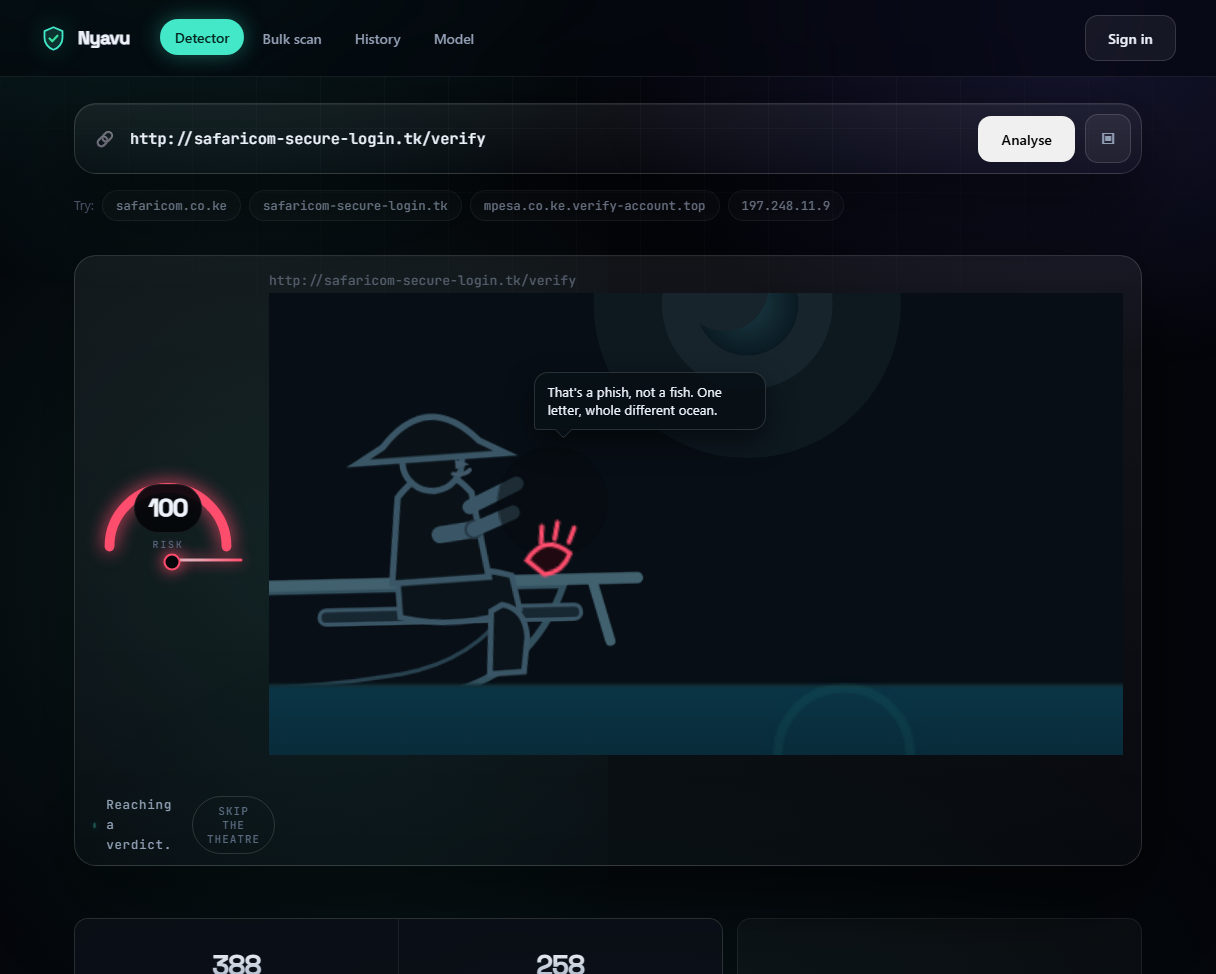 Nyavu
Detector
Bulk scan
History
Model
Sign in
http://safaricom-secure-login.tk/verify
Analyse
Try:
safaricom.co.ke
safaricom-secure-login.tk
mpesa.co.ke.verify-account.top
197.248.11.9
http://safaricom-secure-login.tk/verify
That's a phish, not a fish. One
letter, whole different ocean.
100
RISK
Reaching
a
verdict.
SKIP
THE
THEATRE
388
258